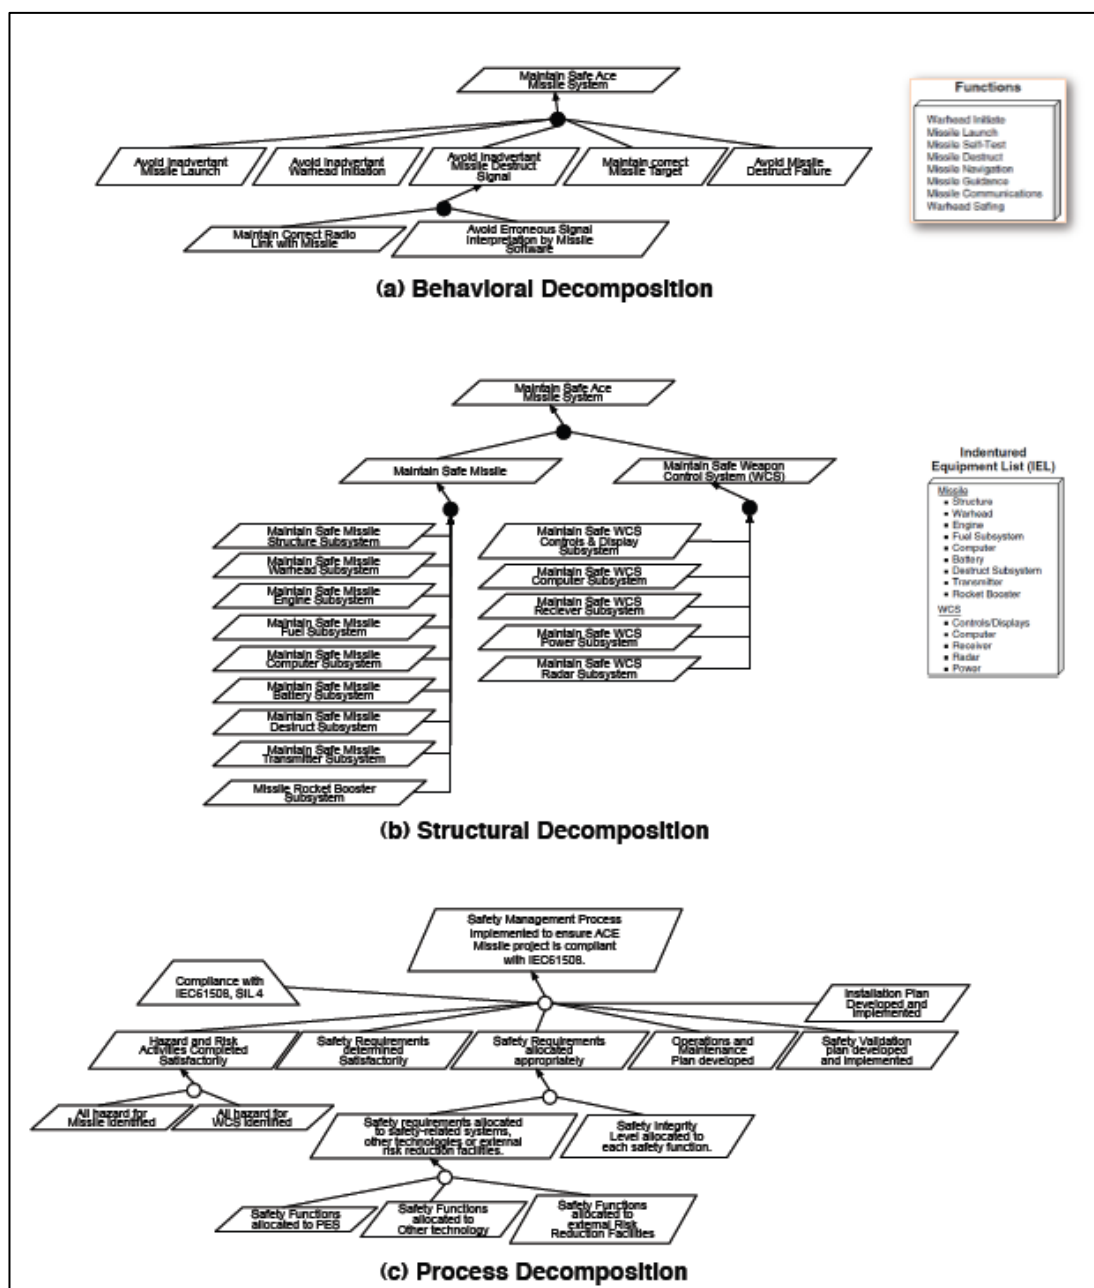 Maintain Safe Ace
Missile System
Functions
Warhead Initiate
Missile Launch
Missile Self-Test
Missile Destruct
Missile Navigation
Missile Guidance
Missile Communications
Warhead Safing
Avoid Inadvertant
Missile Launch
Avoid Inadvertant
Warhead Initiation
Avoid Inadvertant
Missile Destruct
Signal
Maintain correct
Missile Target
Avoid Missile
Destruct Failure
Maintain Correct Radio
Link with Missile
Avoid Erroneous Signal
Interpretation by Missile
Software
(a) Behavioral Decomposition
Maintain Safe Ace
Missile System
Maintain Safe Missile
Maintain Safe Weapon
Control System (WCS)
Maintain Safe Missile
Structure Subsystem
Maintain Safe Missile
Warhead Subsystem
Maintain Safe Missile
Engine Subsystem
Maintain Safe Missile
Fuel Subsystem
Maintain Safe Missile
Computer Subsystem
Maintain Safe Missile
Battery Subsystem
Maintain Safe Missile
Destruct Subsystem
Maintain Safe Missile
Transmitter Subsystem
Missile Rocket Booster
Subsystem
Maintain Safe WCS
Controls & Display
Subsystem
Maintain Safe WCS
Computer Subsystem
Maintain Safe WCS
Reciever Subsystem
Maintain Safe WCS
Power Subsystem
Maintain Safe WCS
Radar Subsystem
Indentured
Equipment List (IEL)
Missile
▪ Structure
▪ Warhead
▪ Engine
▪ Fuel Subsystem
▪ Computer
▪ Battery
▪ Destruct Subsystem
▪ Transmitter
▪ Rocket Booster
WCS
▪ Controls/Displays
▪ Computer
▪ Receiver
▪ Radar
▪ Power
(b) Structural Decomposition
Safety Management Process
implemented to ensure ACE
Missile project is compliant
with IEC61508.
Compliance with
IEC61508, SIL 4
Installation Plan
Developed and
Implemented
Hazard and Risk
Activities Completed
Satisfactorily
Safety Requirements
determined
Satisfactorily
Safety Requirements
allocated
appropriately
Operations and
Maintenance
Plan developed
Safety Validation
plan developed
and Implemented
All hazard for
Missile Identified
All hazard for
WCS Identified
Safety requirements allocated
to safety-related systems,
other technologies or external
risk reduction facilities.
Safety Integrity
Level allocated to
each safety function.
Safety Functions
allocated to PES
Safety Functions
allocated to
Other technology
Safety Functions
allocated to
external Risk
Reduction Facilities
(c) Process Decomposition